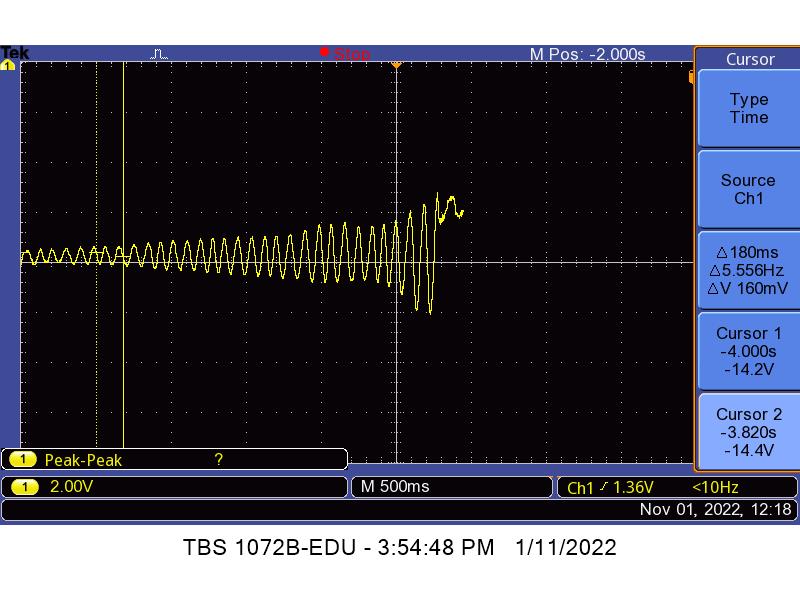 Tek
Stop
M Pos: -2.000s
Cursor
1
Type
Time
Source
Ch1
△180ms
△5.556Hz
△V 160mV
Cursor 1
-4.000s
-14.2V
Cursor 2
-3.820s
-14.4V
1 Peak-Peak ?
1 2.00V
M 500ms
Ch1 / 1.36V <10Hz
Nov 01, 2022, 12:18
TBS 1072B-EDU - 3:54:48 PM 1/11/2022